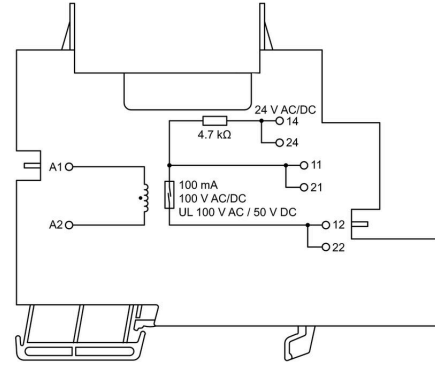 24 V AC/DC
14
4.7 kΩ
24
A1
11
100 mA
21
100 V AC/DC
UL 100 V AC / 50 V DC
A2
12
22